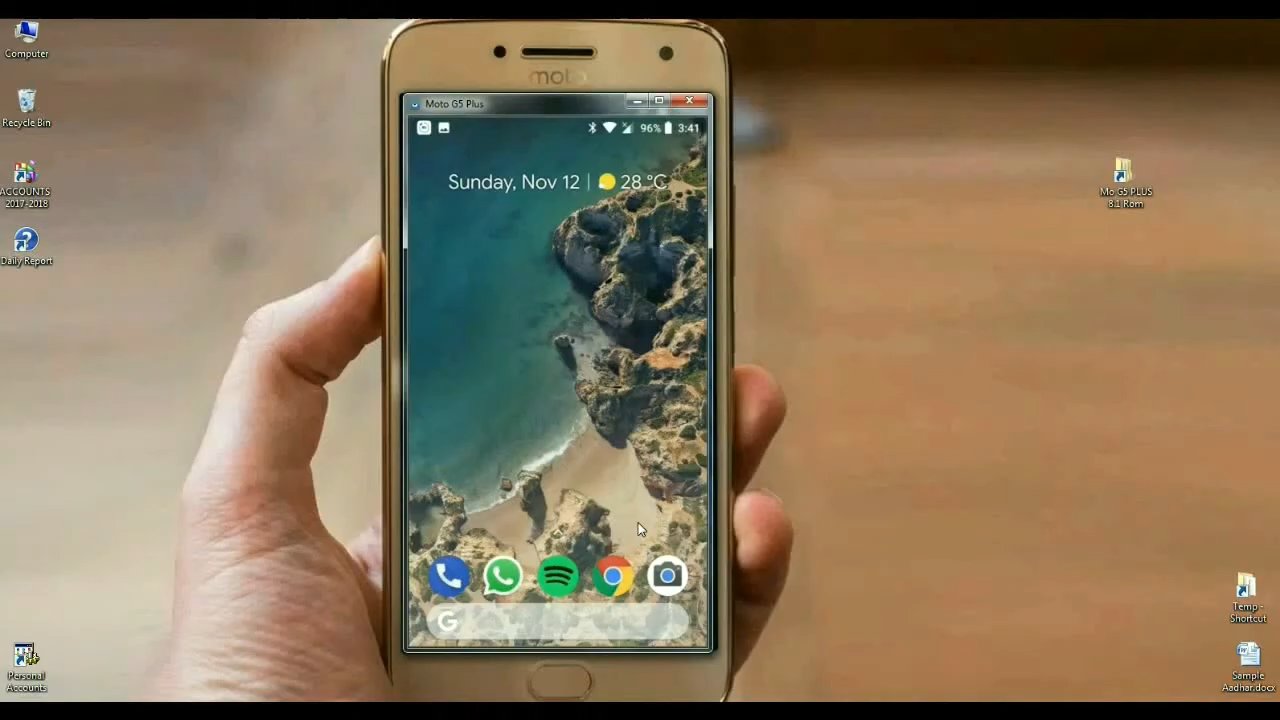 Computer
Recycle Bin
ACCOUNTS
2017-2018
Daily Report
Personal
Accounts
moto
Moto G5 Plus
96% 3:41
Sunday, Nov 12 | 28 °C
G
Mo G5 PLUS
8.1 Rom
Temp -
Shortcut
Sample
Aadhar.docx